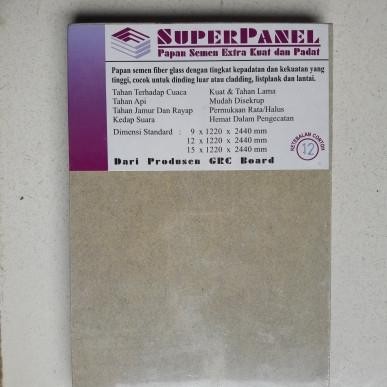 SUPERPANEL
Papan Semen Extra Kuat dan Padat
Papan semen fiber glass dengan tingkat kepadatan dan kekuatan yang
tinggi, cocok untuk dinding luar atau cladding, listplank dan lantai.
Tahan Terhadap Cuaca Kuat & Tahan Lama
Tahan Api Mudah Disekrup
Tahan Jamur Dan Rayap Permukaan Rata/Halus
Kedap Suara Hemat Dalam Pengecatan
Dimensi Standard : 9 x 1220 x 2440 mm
12 x 1220 x 2440 mm
15 x 1220 x 2440 mm
KETEBALAN CONTOH
12
Dari Produsen GRC Board